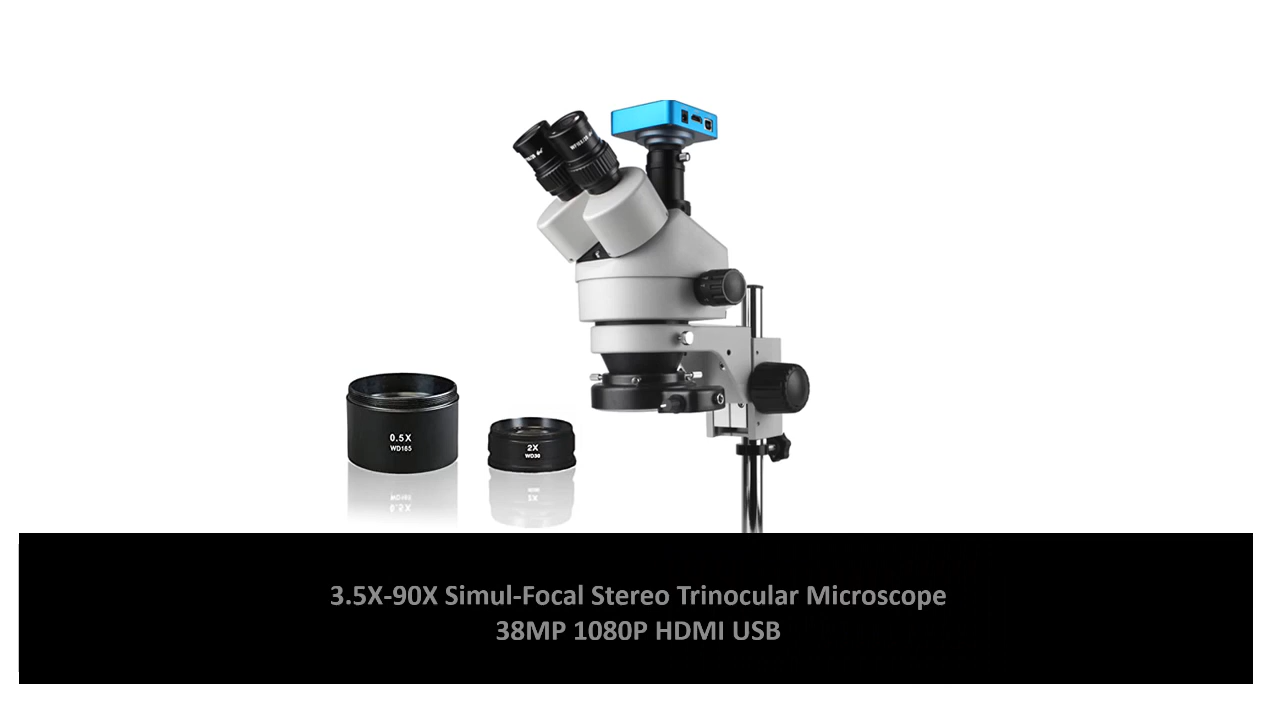 0.5X
WD165
2X
WD30
3.5X-90X Simul-Focal Stereo Trinocular Microscope
38MP 1080P HDMI USB